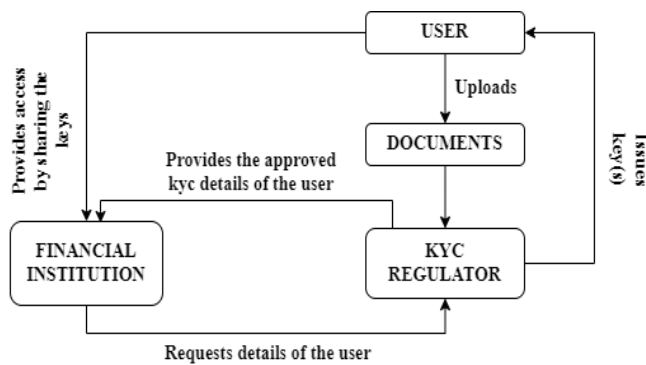 USER
Uploads
DOCUMENTS
Provides access
by sharing the
keys
Issues
key(s)
Provides the approved
kyc details of the user
FINANCIAL
INSTITUTION
KYC
REGULATOR
Requests details of the user